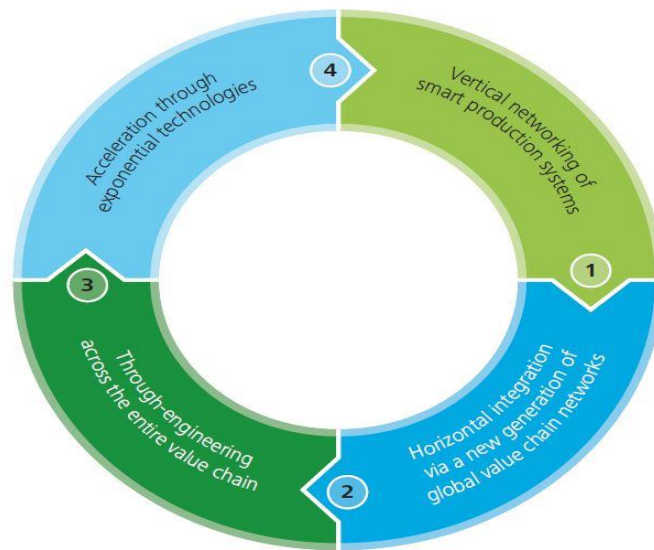 1
Vertical networking of
smart production systems
2
Horizontal integration
via a new generation of
global value chain networks
3
Through-engineering
across the entire value chain
4
Acceleration through
exponential technologies